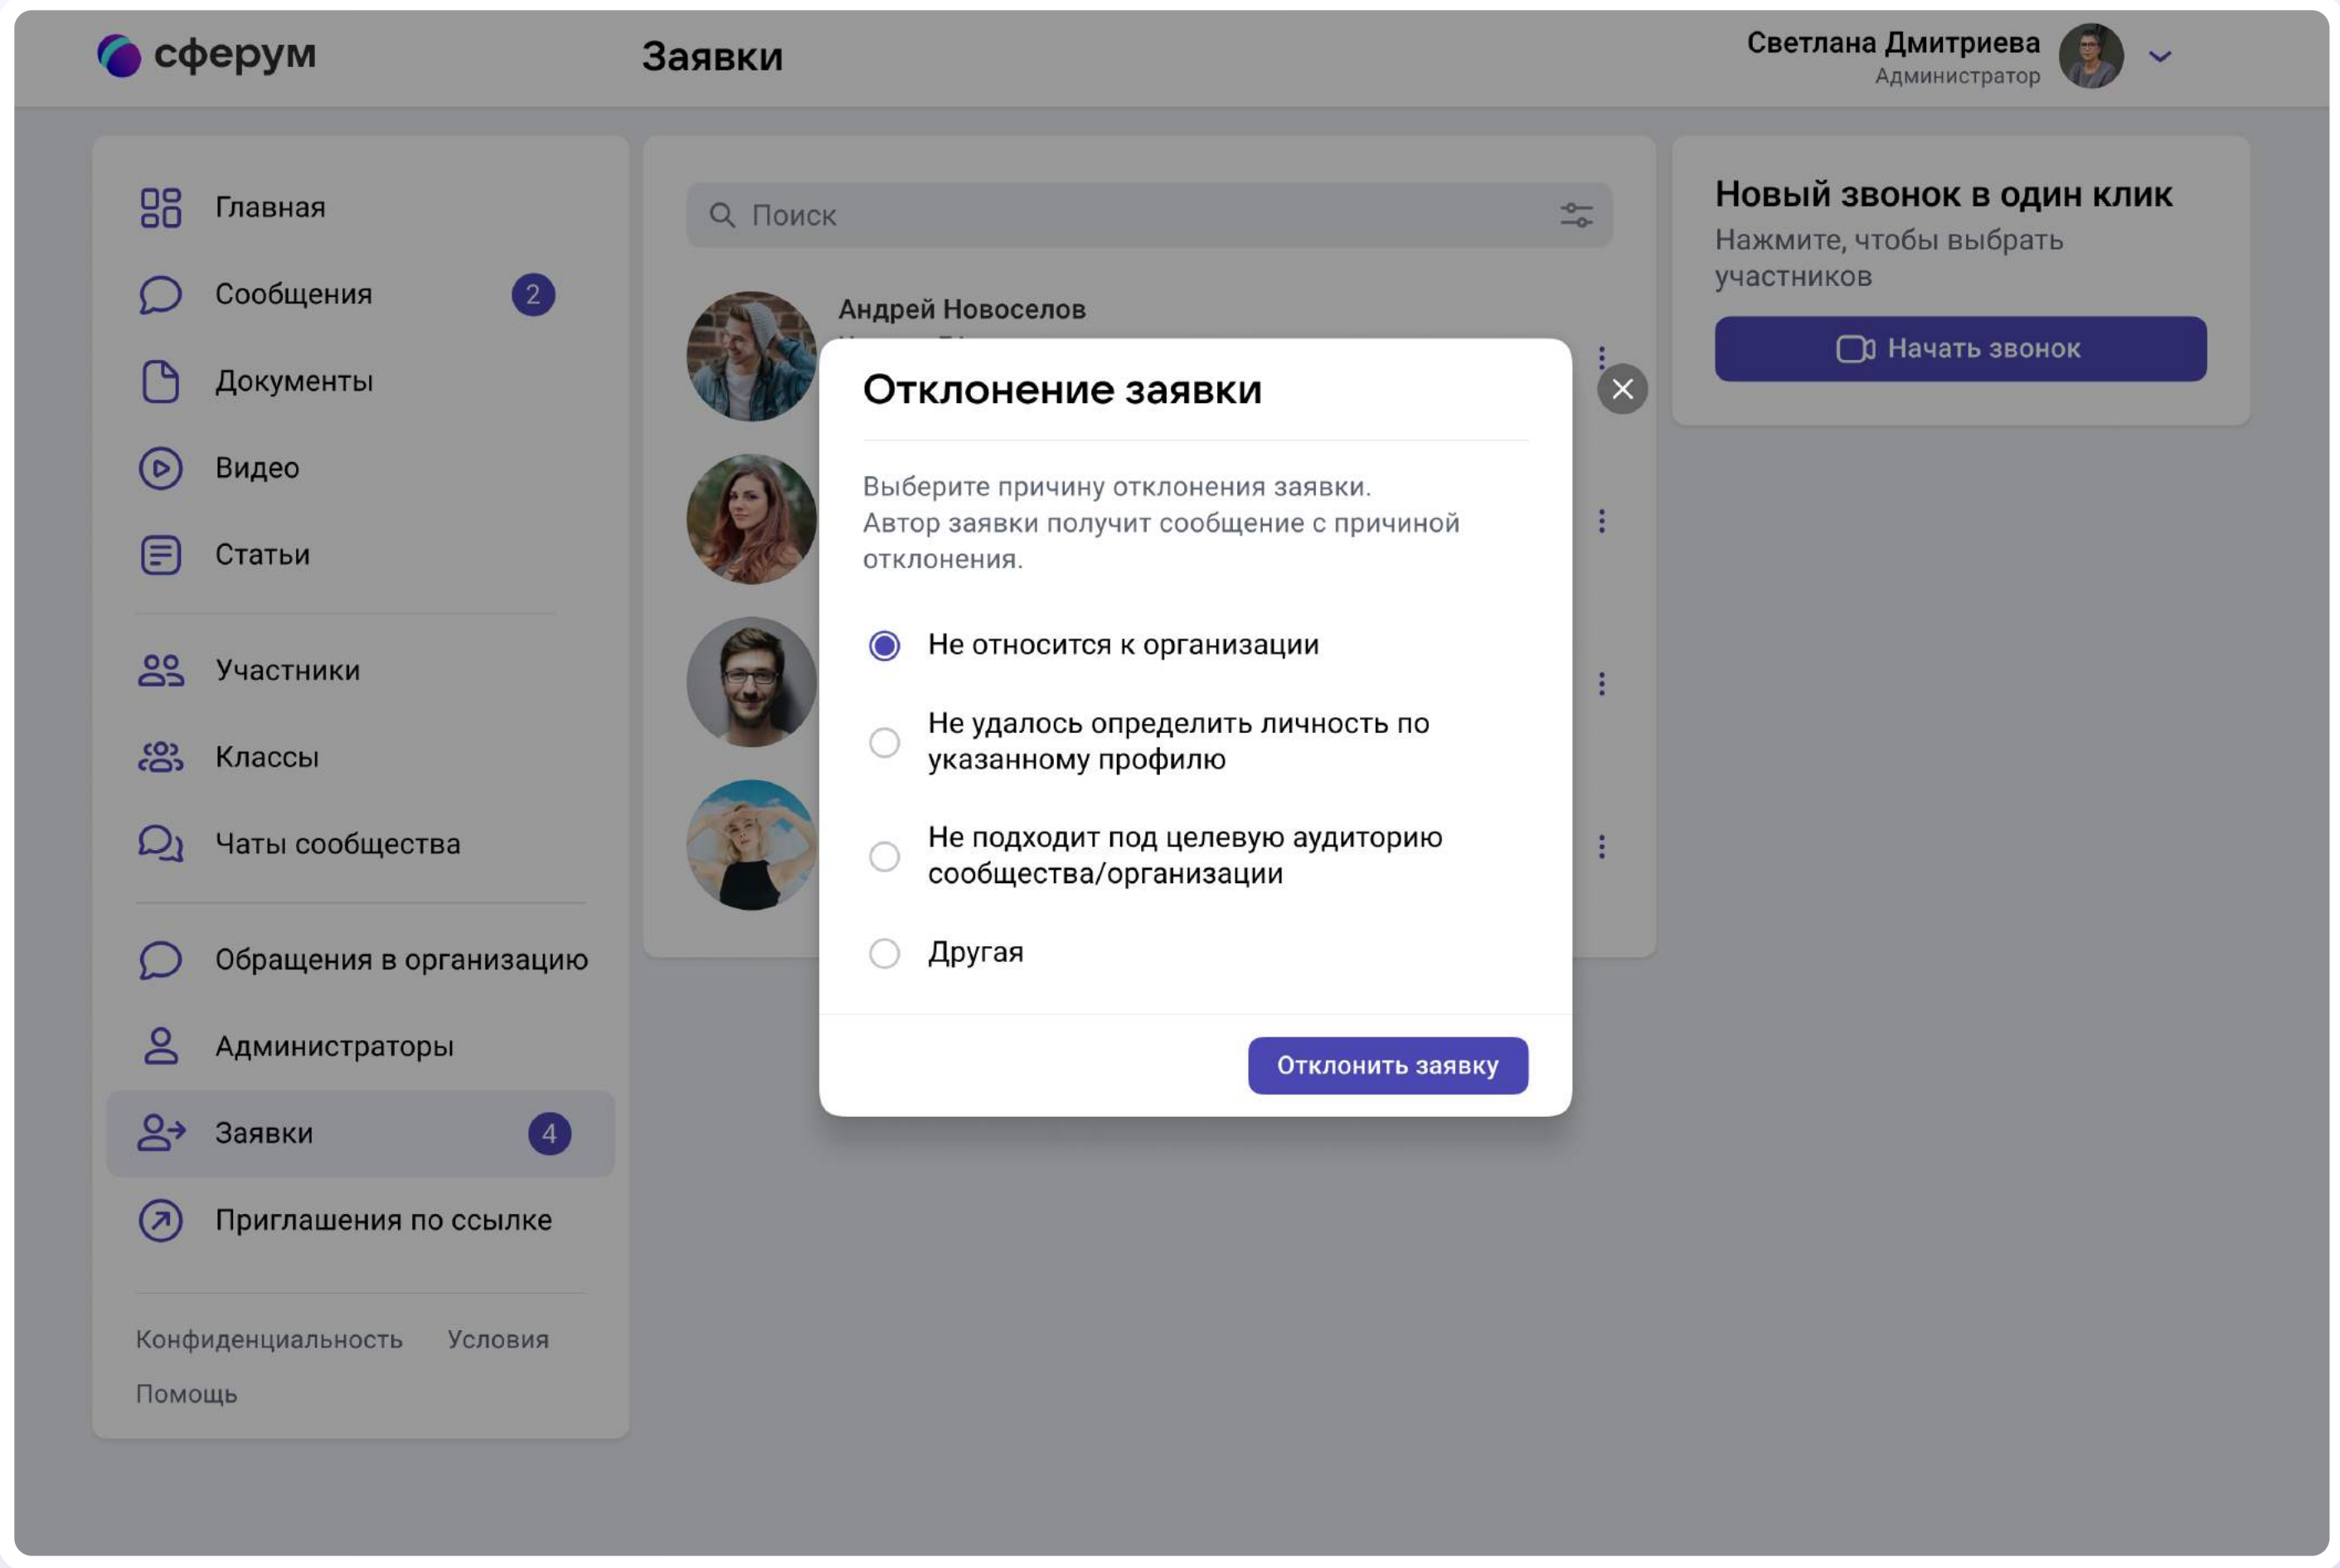 сферум
Заявки
Светлана Дмитриева
Администратор
Главная
Сообщения 2
Документы
Видео
Статьи
Участники
Классы
Чаты сообщества
Обращения в организацию
Администраторы
Заявки 4
Приглашения по ссылке
Конфиденциальность Условия
Помощь
Поиск
Андрей Новоселов
Отклонение заявки
Выберите причину отклонения заявки.
Автор заявки получит сообщение с причиной
отклонения.
Не относится к организации
Не удалось определить личность по
указанному профилю
Не подходит под целевую аудиторию
сообщества/организации
Другая
Отклонить заявку
Новый звонок в один клик
Нажмите, чтобы выбрать
участников
Начать звонок